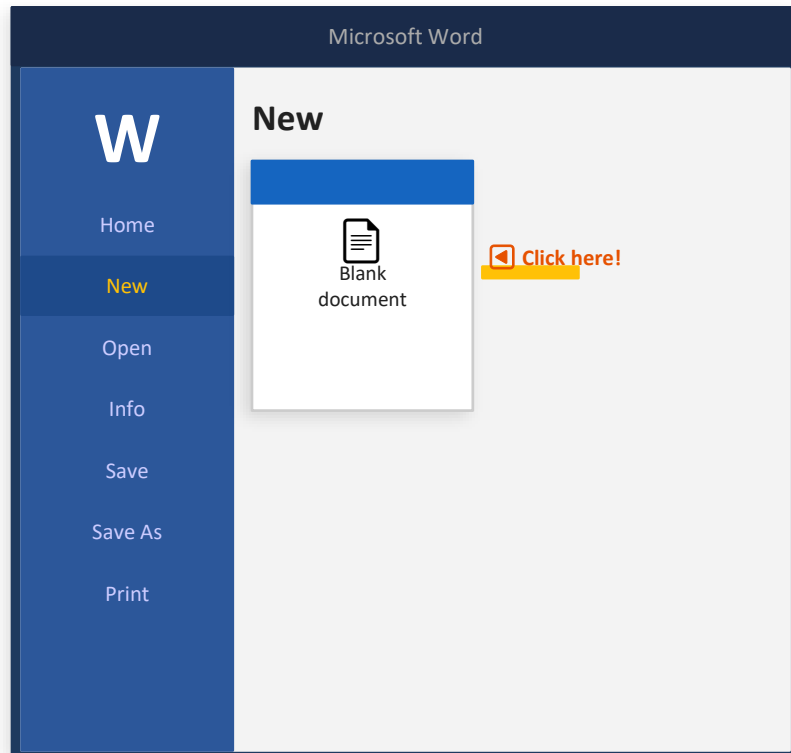 Microsoft Word
W
Home
New
Open
Info
Save
Save As
Print
New
Blank
document
Click here!